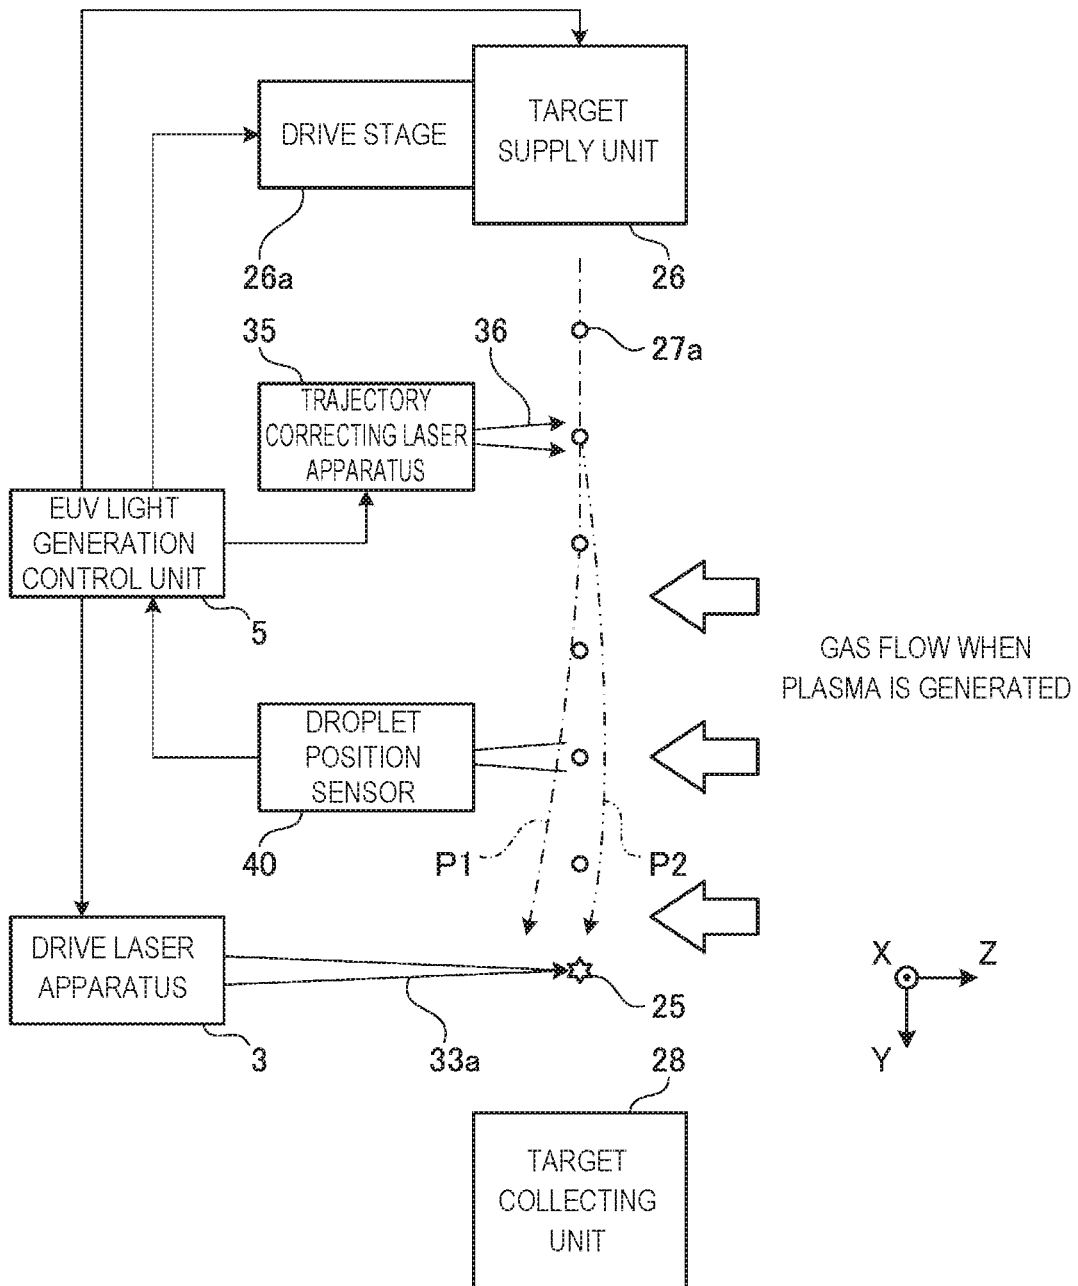 TARGET
SUPPLY UNIT
DRIVE STAGE
26a
26
35
36
27a
TRAJECTORY
CORRECTING LASER
APPARATUS
EUV LIGHT
GENERATION
CONTROL UNIT
5
GAS FLOW WHEN
PLASMA IS GENERATED
DROPLET
POSITION
SENSOR
40
P1
P2
DRIVE LASER
APPARATUS
3
33a
25
X
Z
Y
28
TARGET
COLLECTING
UNIT